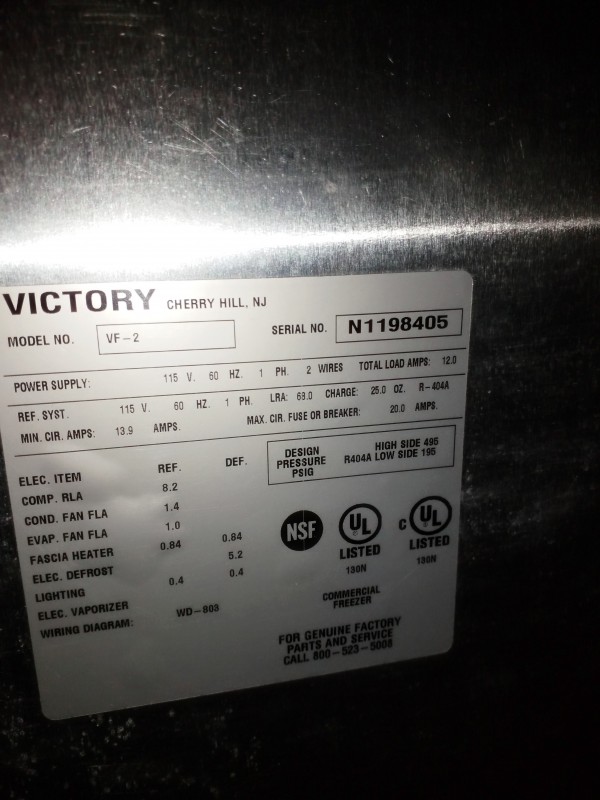 VICTORY CHERRY HILL, NJ
MODEL NO. VF-2 SERIAL NO. N1198405
POWER SUPPLY: 115 V. 60 HZ. 1 PH. 2 WIRES TOTAL LOAD AMPS: 12.0
REF. SYST. 115 V. 60 HZ. 1 PH. LRA: 69.0 CHARGE: 25.0 OZ. R-404A
MIN. CIR. AMPS: 13.9 AMPS. MAX. CIR. FUSE OR BREAKER: 20.0 AMPS.
DESIGN PRESSURE PSIG
HIGH SIDE 495
R404A LOW SIDE 195
ELEC. ITEM REF. DEF.
COMP. RLA 8.2
COND. FAN FLA 1.4
EVAP. FAN FLA 1.0
FASCIA HEATER 0.84 0.84
ELEC. DEFROST 5.2
LIGHTING 0.4 0.4
ELEC. VAPORIZER
WIRING DIAGRAM: WD-803
NSF
UL
LISTED
130N
C UL
LISTED
130N
COMMERCIAL
FREEZER
FOR GENUINE FACTORY
PARTS AND SERVICE
CALL 800-523-5008